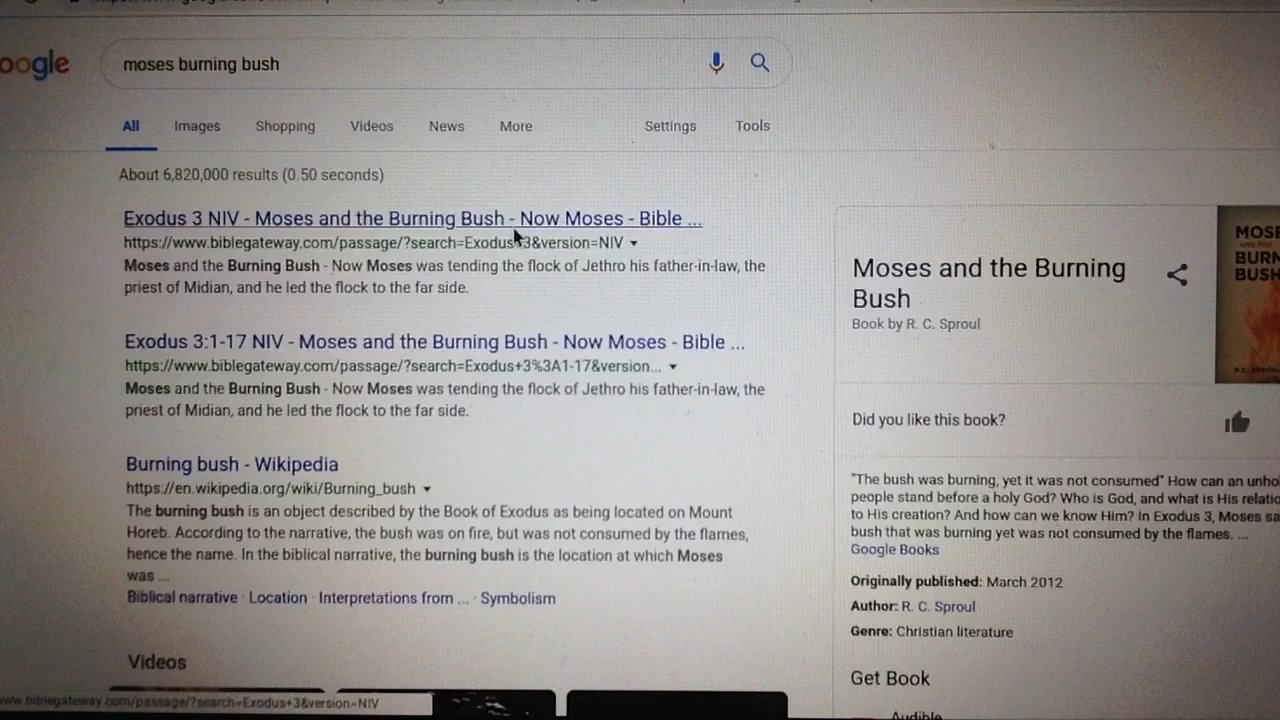 oogle
moses burning bush
All Images Shopping Videos News More Settings Tools
About 6,820,000 results (0.50 seconds)
Exodus 3 NIV - Moses and the Burning Bush - Now Moses - Bible ...
https://www.biblegateway.com/passage/?search=Exodus+3&version=NIV
Moses and the Burning Bush - Now Moses was tending the flock of Jethro his father-in-law, the
priest of Midian, and he led the flock to the far side.
Exodus 3:1-17 NIV - Moses and the Burning Bush - Now Moses - Bible ...
https://www.biblegateway.com/passage/?search=Exodus+3%3A1-17&version...
Moses and the Burning Bush - Now Moses was tending the flock of Jethro his father-in-law, the
priest of Midian, and he led the flock to the far side.
Burning bush - Wikipedia
https://en.wikipedia.org/wiki/Burning_bush
The burning bush is an object described by the Book of Exodus as being located on Mount
Horeb. According to the narrative, the bush was on fire, but was not consumed by the flames,
hence the name. In the biblical narrative, the burning bush is the location at which Moses
was ...
Biblical narrative · Location · Interpretations from ... · Symbolism
Videos
www.biblegateway.com/passage/?search=Exodus+3&version=NIV
Moses and the Burning
Bush
Book by R. C. Sproul
MOSE
AND THE
BURN
BUSH
R.C. SPROU
Did you like this book?
"The bush was burning, yet it was not consumed" How can an unho
people stand before a holy God? Who is God, and what is His relatio
to His creation? And how can we know Him? In Exodus 3, Moses sa
bush that was burning yet was not consumed by the flames. ...
Google Books
Originally published: March 2012
Author: R. C. Sproul
Genre: Christian literature
Get Book
Audible